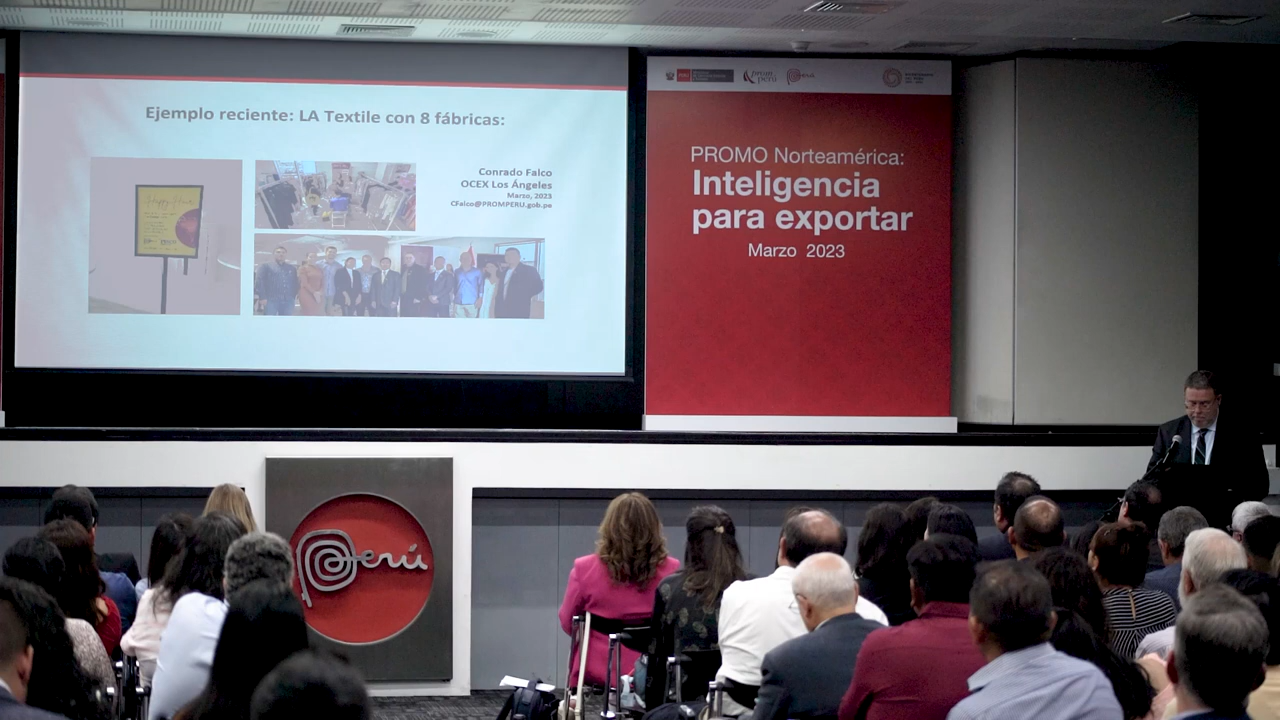 Ejemplo reciente: LA Textile con 8 fábricas:
Conrado Falco
OCEX Los Ángeles
Marzo, 2023
CFalco@PROMPERU.gob.pe
PERÚ
PROMO Norteamérica:
Inteligencia
para exportar
Marzo 2023
Perú